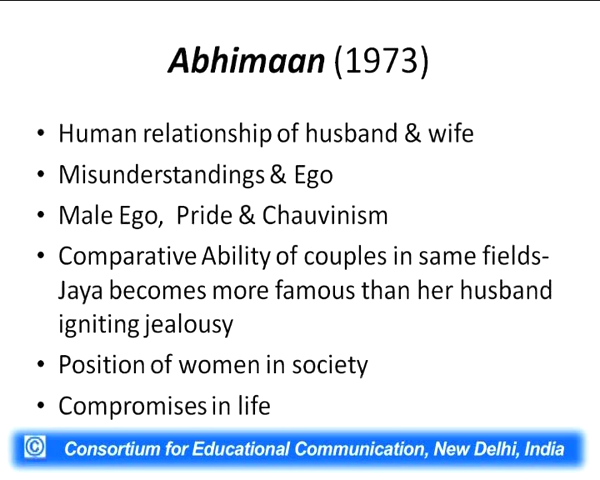 Abhimaan (1973)
• Human relationship of husband & wife
• Misunderstandings & Ego
• Male Ego, Pride & Chauvinism
• Comparative Ability of couples in same fields-
Jaya becomes more famous than her husband
igniting jealousy
• Position of women in society
• Compromises in life
© Consortium for Educational Communication, New Delhi, India